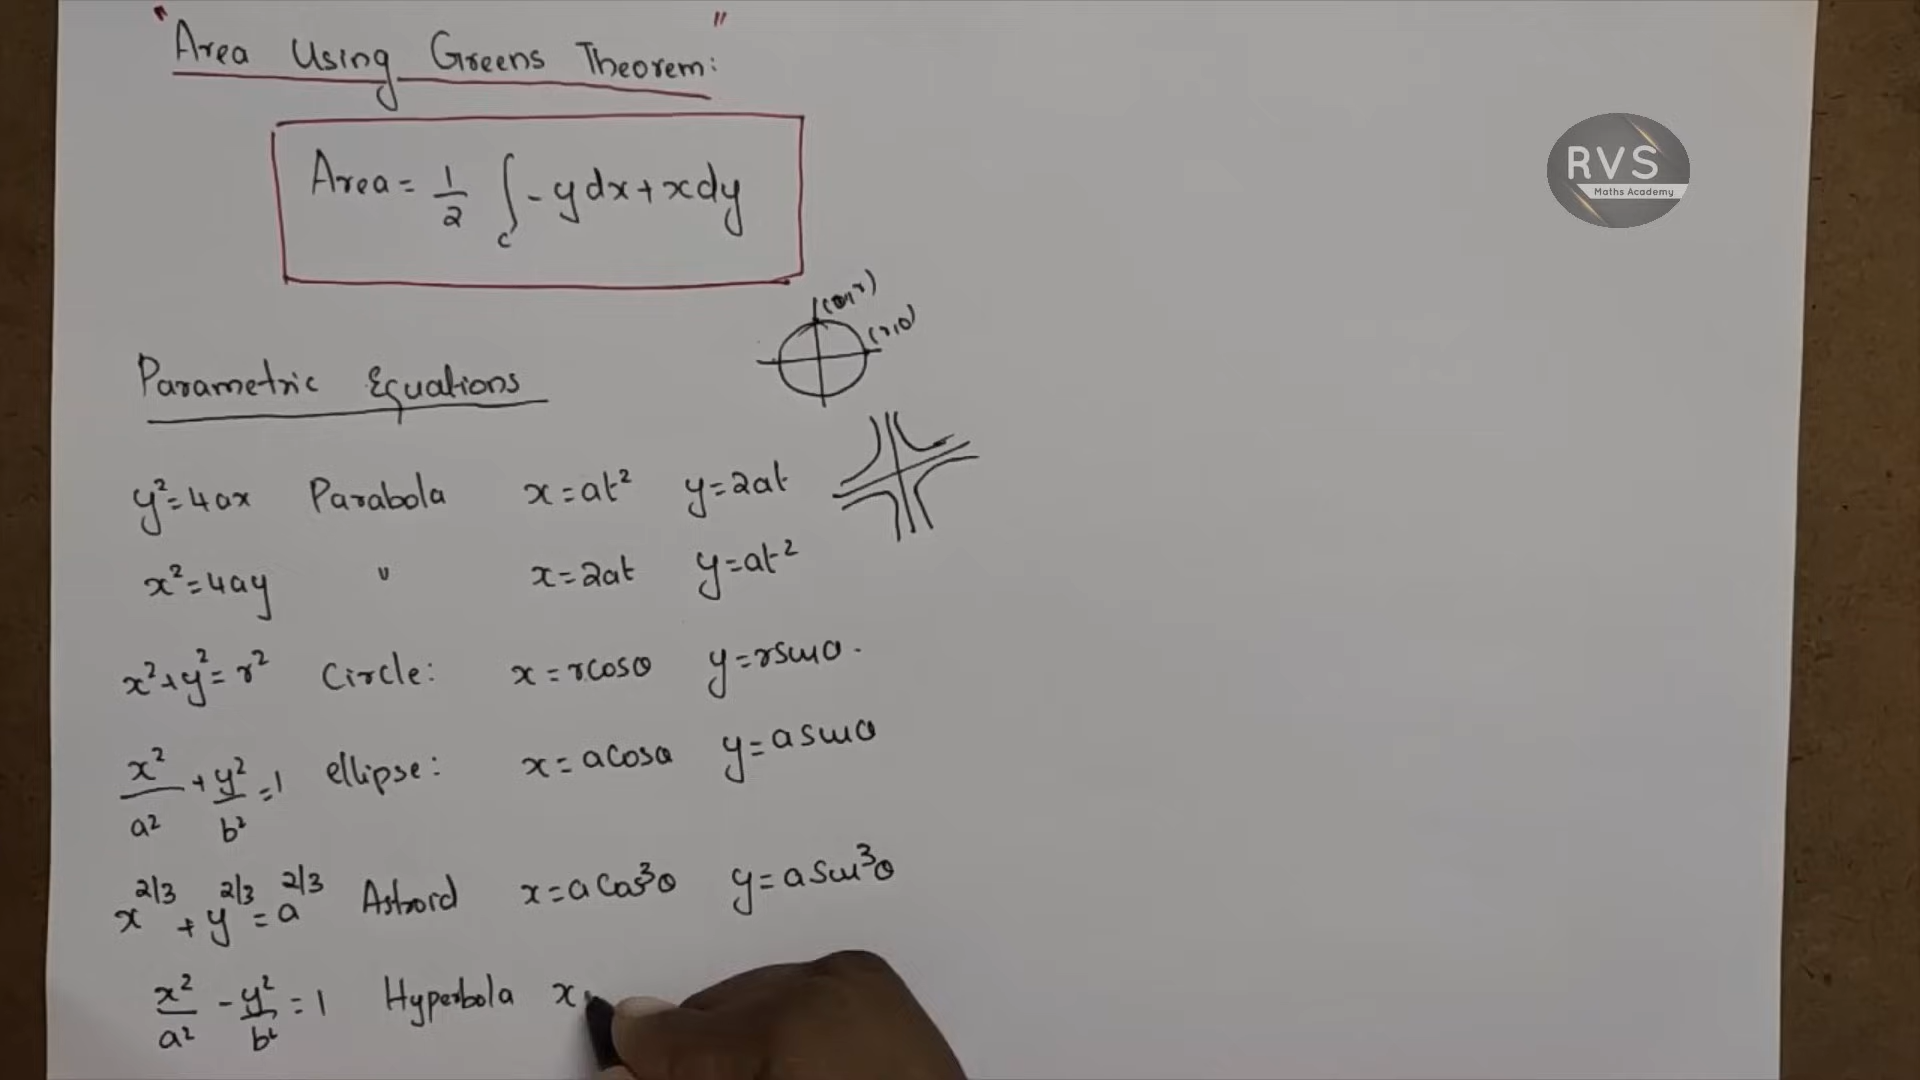 "Area Using Greens Theorem:"
Area = 1/2 ∫c -ydx+xdy
(0,r)
(r,0)
Parametric Equations
y²=4ax Parabola x=at² y=2at
x²=4ay " x=2at y=at²
x²+y²=r² Circle: x=rcosθ y=rsinθ.
x²/a²+y²/b²=1 ellipse: x=acosθ y=asinθ
x^2/3+y^2/3=a^2/3 Astroid x=acos³θ y=asin³θ
x²/a²-y²/b²=1 Hyperbola x
RVS
Maths Academy